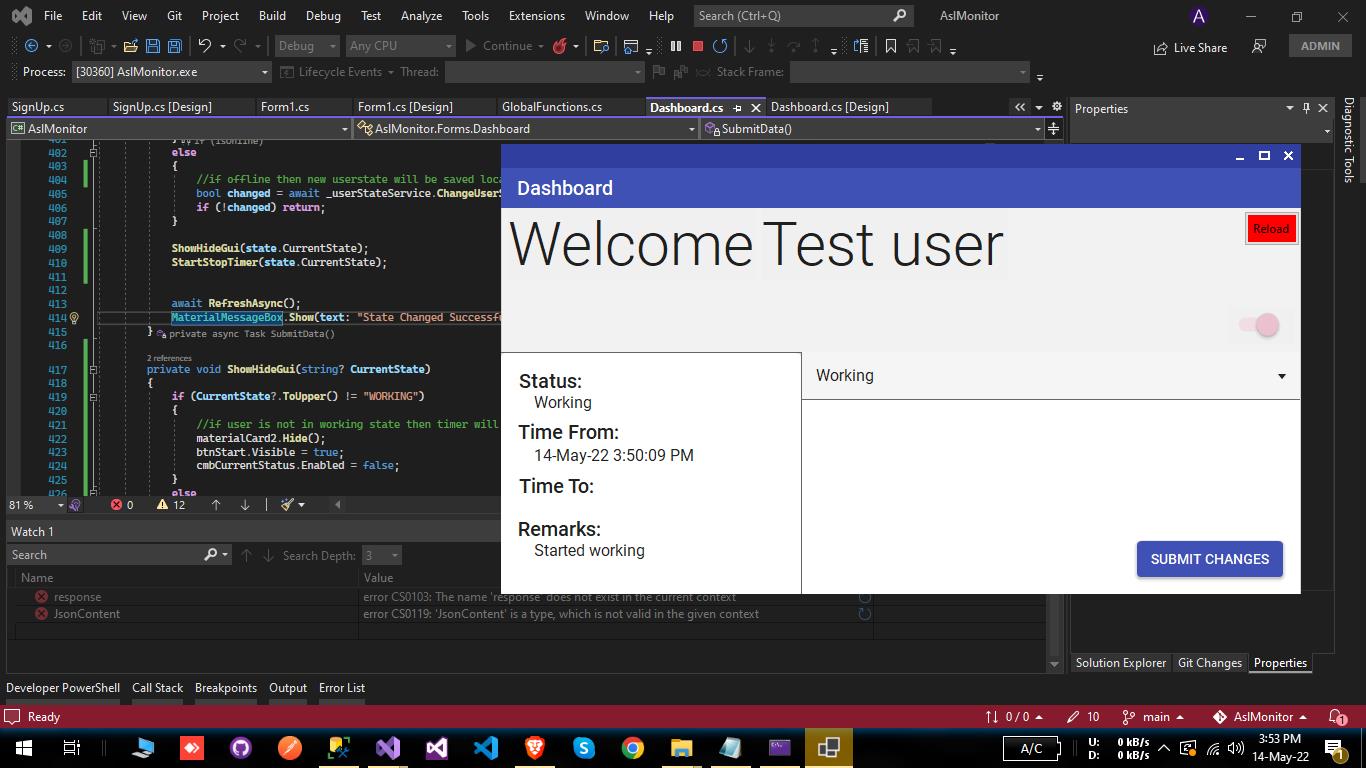 File Edit View Git Project Build Debug Test Analyze Tools Extensions Window Help Search (Ctrl+Q) AslMonitor A
Debug Any CPU Continue Live Share ADMIN
Process: [30360] AslMonitor.exe Lifecycle Events Thread: Stack Frame:
SignUp.cs SignUp.cs [Design] Form1.cs Form1.cs [Design] GlobalFunctions.cs Dashboard.cs Dashboard.cs [Design] Properties
AslMonitor AslMonitor.Forms.Dashboard SubmitData()
Diagnostic Tools
401 } if (isOnline)
402 else
403 {
404 //if offline then new userstate will be saved loca
405 bool changed = await _userStateService.ChangeUserS
406 if (!changed) return;
407 }
408
409 ShowHideGui(state.CurrentState);
410 StartStopTimer(state.CurrentState);
411
412
413 await RefreshAsync();
414 MaterialMessageBox.Show(text: "State Changed Successfu
415 } private async Task SubmitData()
416
2 references
417 private void ShowHideGui(string? CurrentState)
418 {
419 if (CurrentState?.ToUpper() != "WORKING")
420 {
421 //if user is not in working state then timer will
422 materialCard2.Hide();
423 btnStart.Visible = true;
424 cmbCurrentStatus.Enabled = false;
425 }
426 else
81 % 0 12
Dashboard
Welcome Test user
Reload
Status:
Working
Time From:
14-May-22 3:50:09 PM
Time To:
Remarks:
Started working
Working
SUBMIT CHANGES
Watch 1
Search Search Depth: 3
Name Value
response error CS0103: The name 'response' does not exist in the current context
JsonContent error CS0119: 'JsonContent' is a type, which is not valid in the given context
Solution Explorer Git Changes Properties
Developer PowerShell Call Stack Breakpoints Output Error List
Ready 0 / 0 10 main AslMonitor 1
A/C U: 0 kB/s 3:53 PM
D: 0 kB/s 14-May-22 1